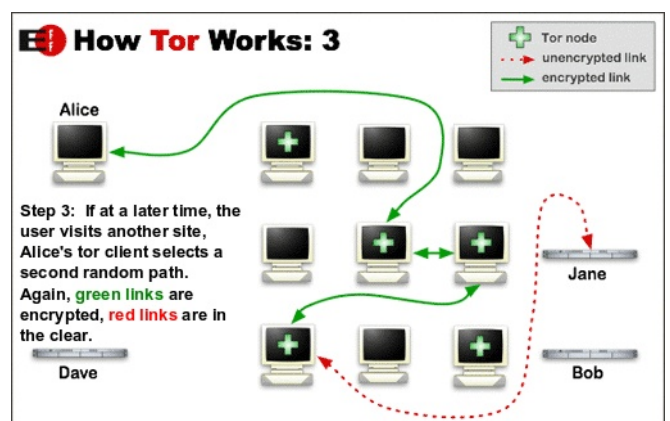 EFF How Tor Works: 3
Tor node
unencrypted link
encrypted link
Alice
Step 3: If at a later time, the
user visits another site,
Alice's tor client selects a
second random path.
Again, green links are
encrypted, red links are in
the clear.
Jane
Dave
Bob